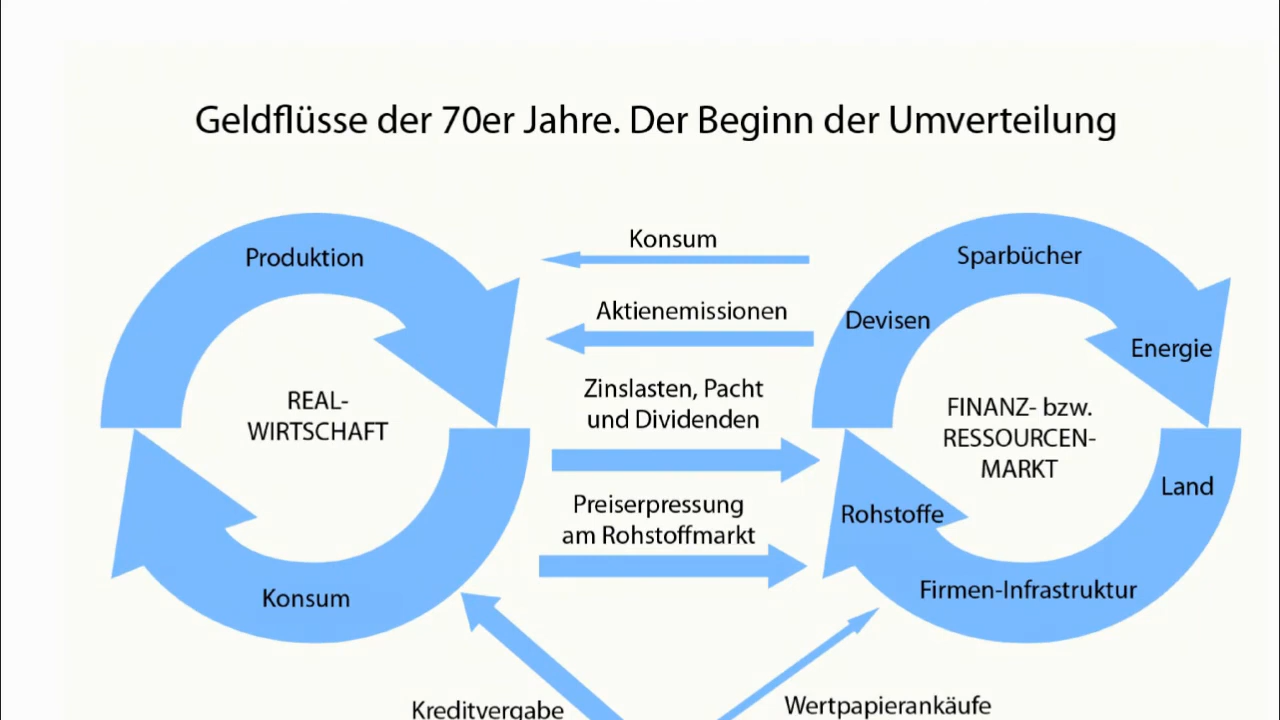 Geldflüsse der 70er Jahre. Der Beginn der Umverteilung
Produktion
REAL-
WIRTSCHAFT
Konsum
Konsum
Aktienemissionen
Zinslasten, Pacht
und Dividenden
Preiserpressung
am Rohstoffmarkt
Sparbücher
Devisen
Energie
FINANZ- bzw.
RESSOURCEN-
MARKT
Land
Rohstoffe
Firmen-Infrastruktur
Kreditvergabe
Wertpapierankäufe